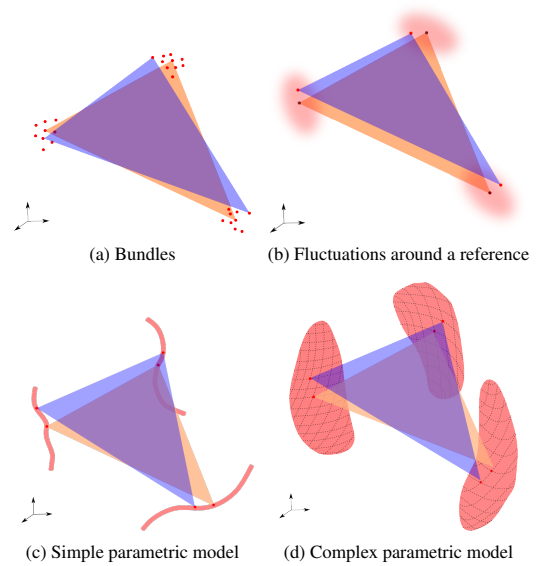 (a) Bundles
(b) Fluctuations around a reference
(c) Simple parametric model
(d) Complex parametric model